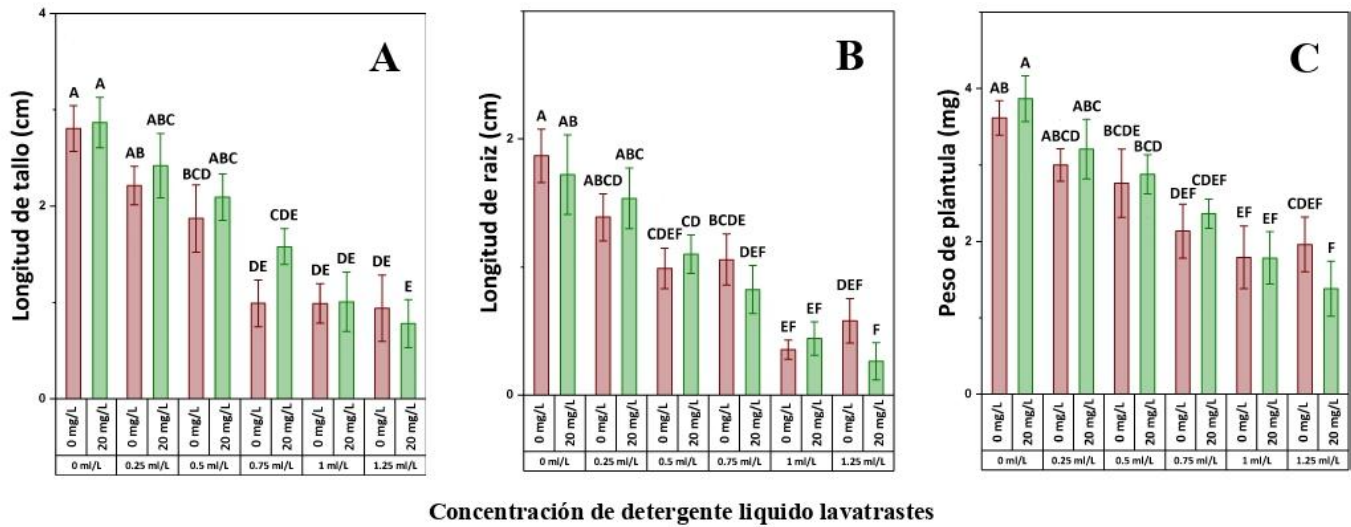 A
Longitud de tallo (cm)
4
2
0
A
A
AB
ABC
BCD
ABC
DE
CDE
DE
DE
DE
E
0 mg/L
20 mg/L
0 mg/L
20 mg/L
0 mg/L
20 mg/L
0 mg/L
20 mg/L
0 mg/L
20 mg/L
0 mg/L
20 mg/L
0 ml/L
0.25 ml/L
0.5 ml/L
0.75 ml/L
1 ml/L
1.25 ml/L
B
Longitud de raiz (cm)
2
0
A
AB
ABCD
ABC
CDEF
CD
BCDE
DEF
EF
EF
DEF
F
0 mg/L
20 mg/L
0 mg/L
20 mg/L
0 mg/L
20 mg/L
0 mg/L
20 mg/L
0 mg/L
20 mg/L
0 mg/L
20 mg/L
0 ml/L
0.25 ml/L
0.5 ml/L
0.75 ml/L
1 ml/L
1.25 ml/L
C
Peso de plántula (mg)
4
2
0
AB
A
ABCD
ABC
BCDE
BCD
DEF
CDEF
EF
EF
CDEF
F
0 mg/L
20 mg/L
0 mg/L
20 mg/L
0 mg/L
20 mg/L
0 mg/L
20 mg/L
0 mg/L
20 mg/L
0 mg/L
20 mg/L
0 ml/L
0.25 ml/L
0.5 ml/L
0.75 ml/L
1 ml/L
1.25 ml/L
Concentración de detergente liquido lavatrastes